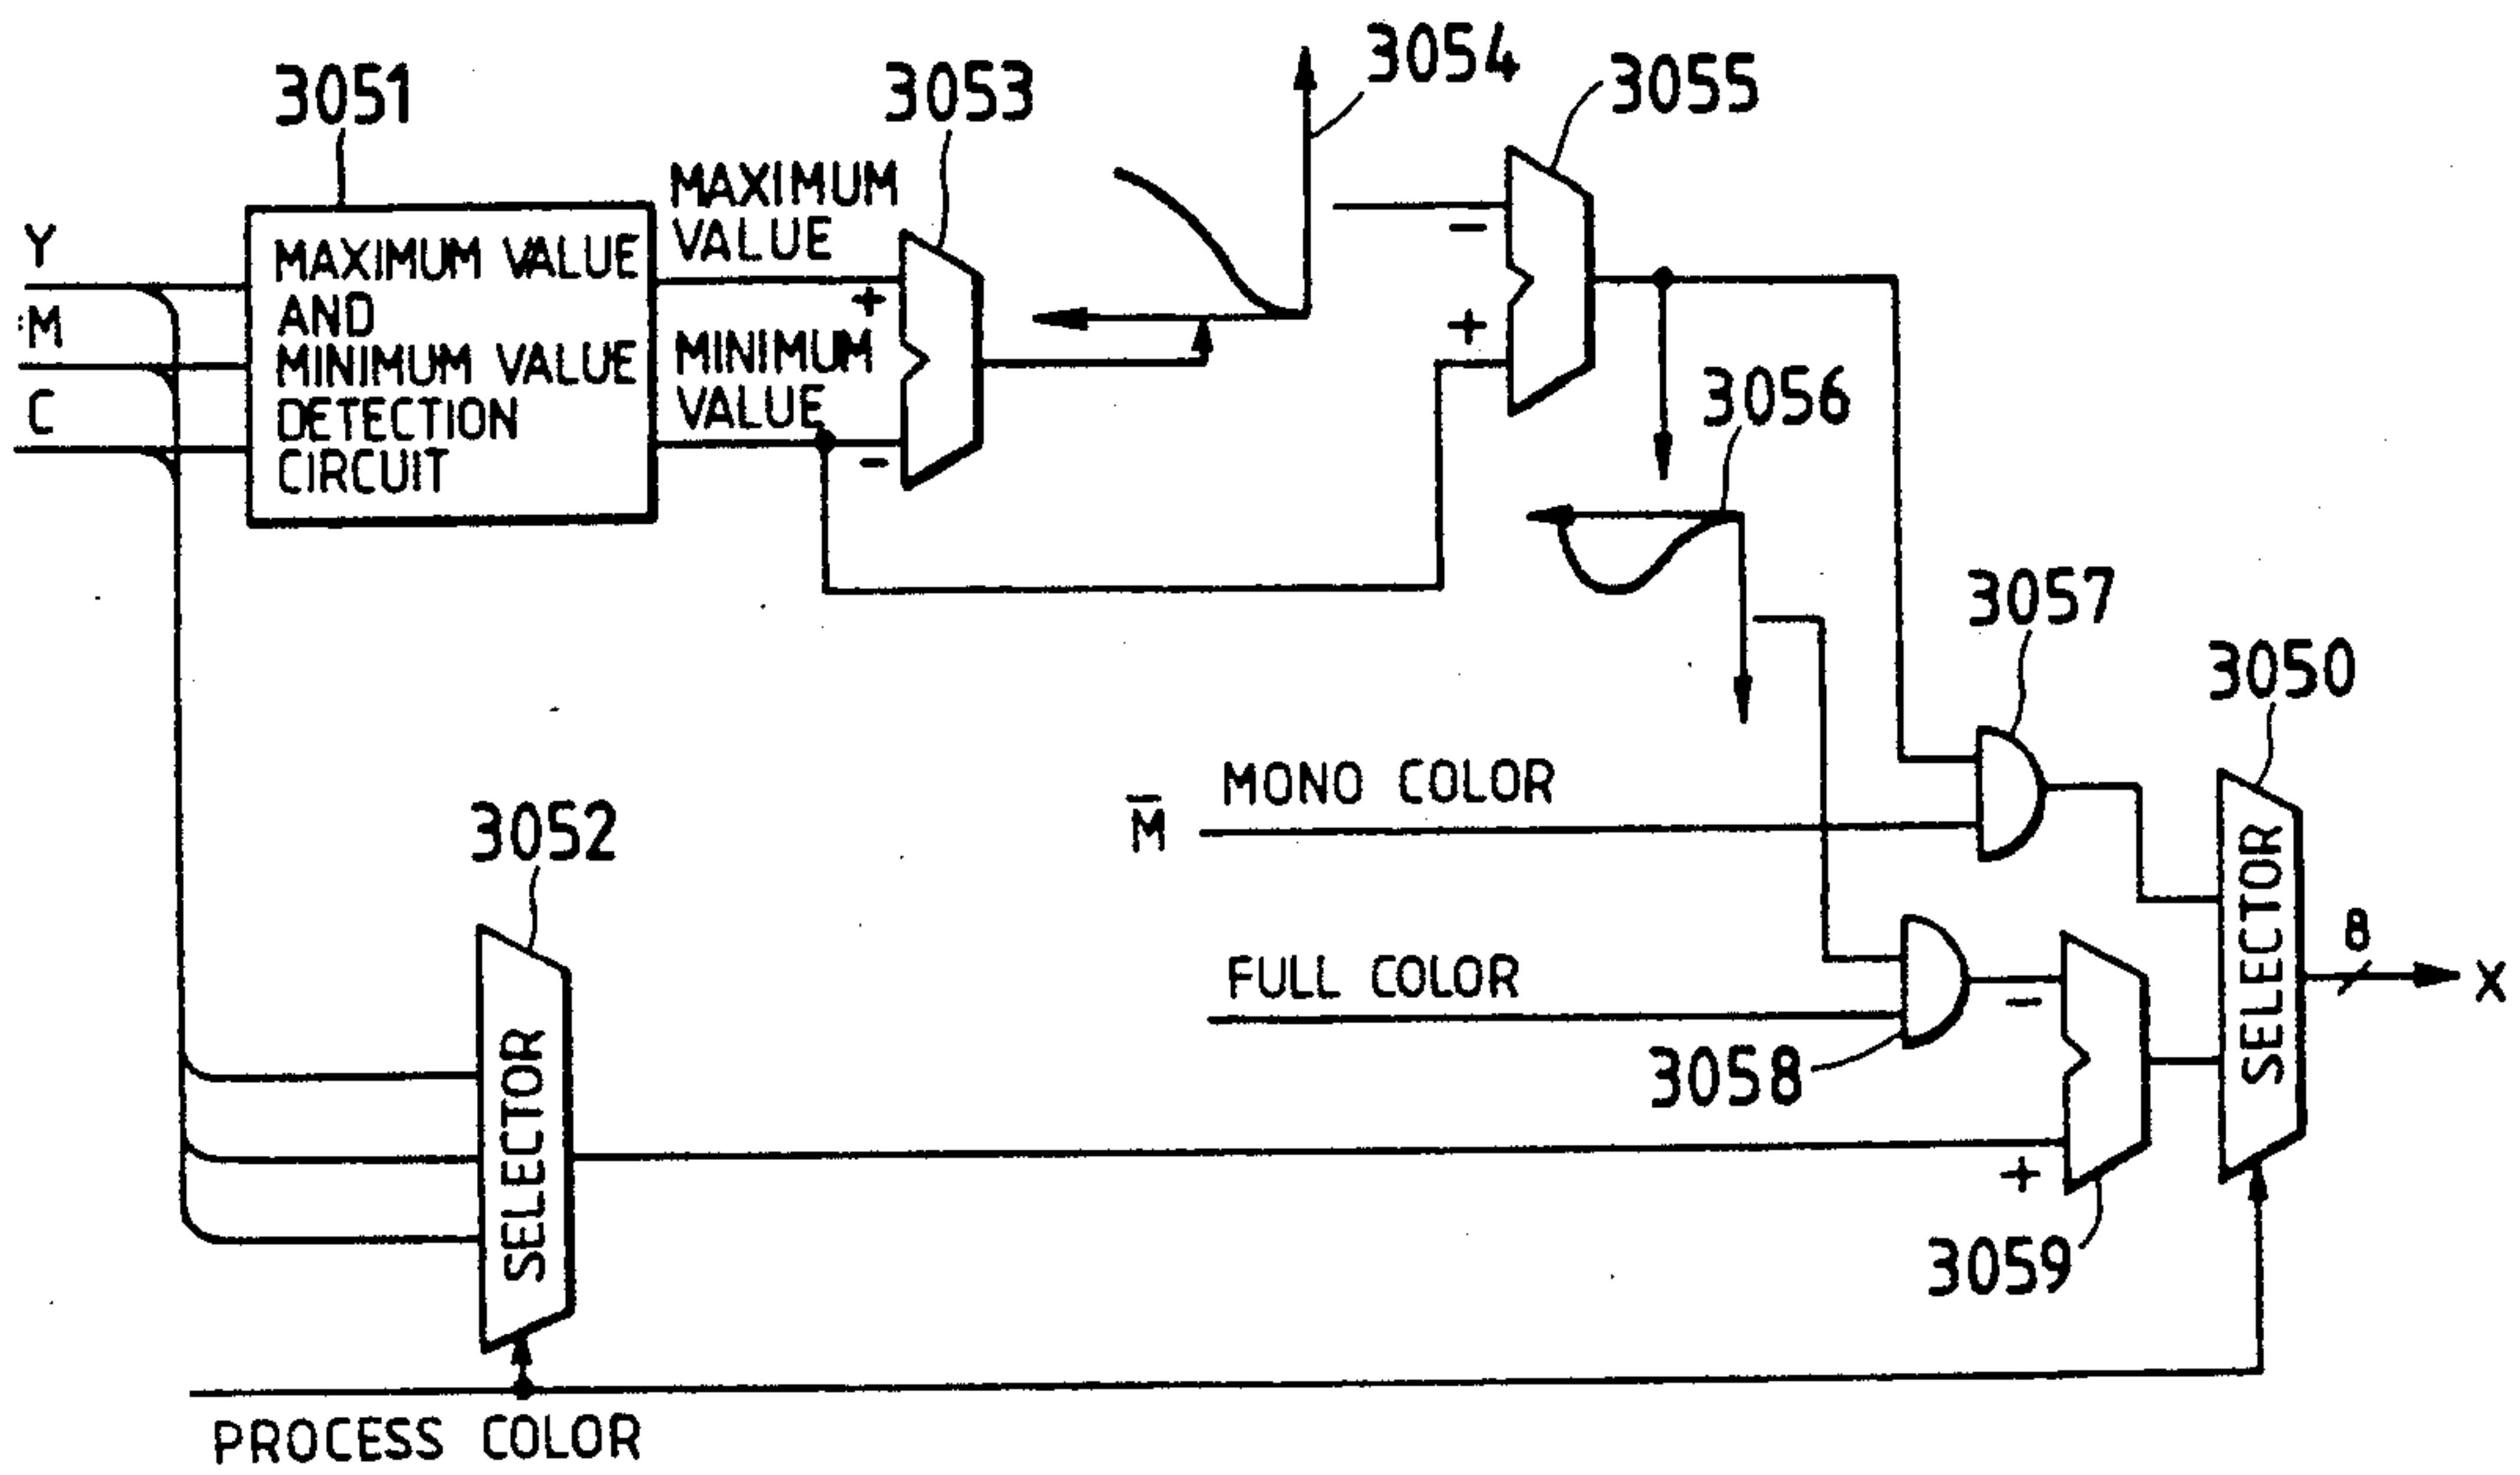 3051
3053
3054
3055
MAXIMUM
VALUE
Y
M
C
MAXIMUM VALUE
AND
MINIMUM VALUE
DETECTION
CIRCUIT
+
MINIMUM
VALUE
-
-
+
3056
3057
3050
MONO COLOR
M̄
3052
FULL COLOR
3058
-
+
3059
SELECTOR
SELECTOR
8
X
PROCESS COLOR